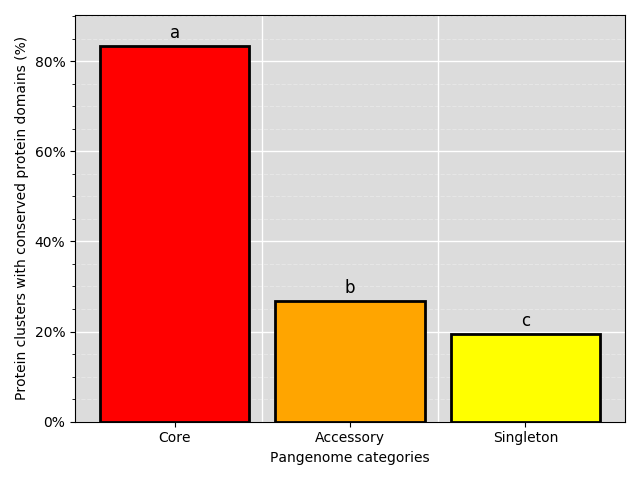 Protein clusters with conserved protein domains (%)
80%
60%
40%
20%
0%
a
b
c
Core
Accessory
Singleton
Pangenome categories